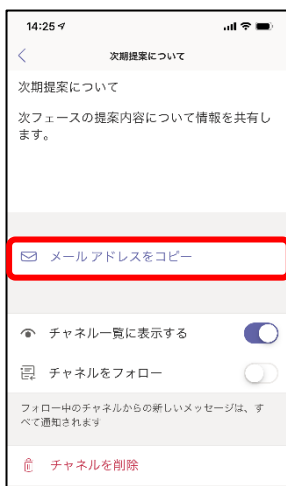 14:25
次期提案について
次期提案について
次フェースの提案内容について情報を共有し
ます。
メール アドレスをコピー
チャネル一覧に表示する
チャネルをフォロー
フォロー中のチャネルからの新しいメッセージは、す
べて通知されます
チャネルを削除